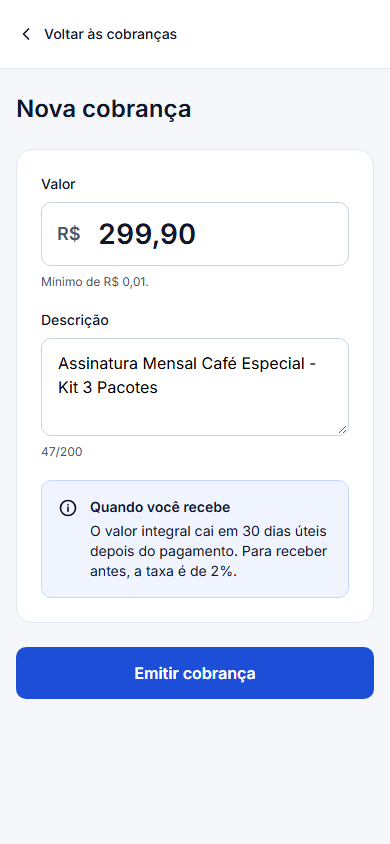 Voltar às cobranças
Nova cobrança
Valor
R$ 299,90
Mínimo de R$ 0,01.
Descrição
Assinatura Mensal Café Especial -
Kit 3 Pacotes
47/200
Quando você recebe
O valor integral cai em 30 dias úteis
depois do pagamento. Para receber
antes, a taxa é de 2%.
Emitir cobrança